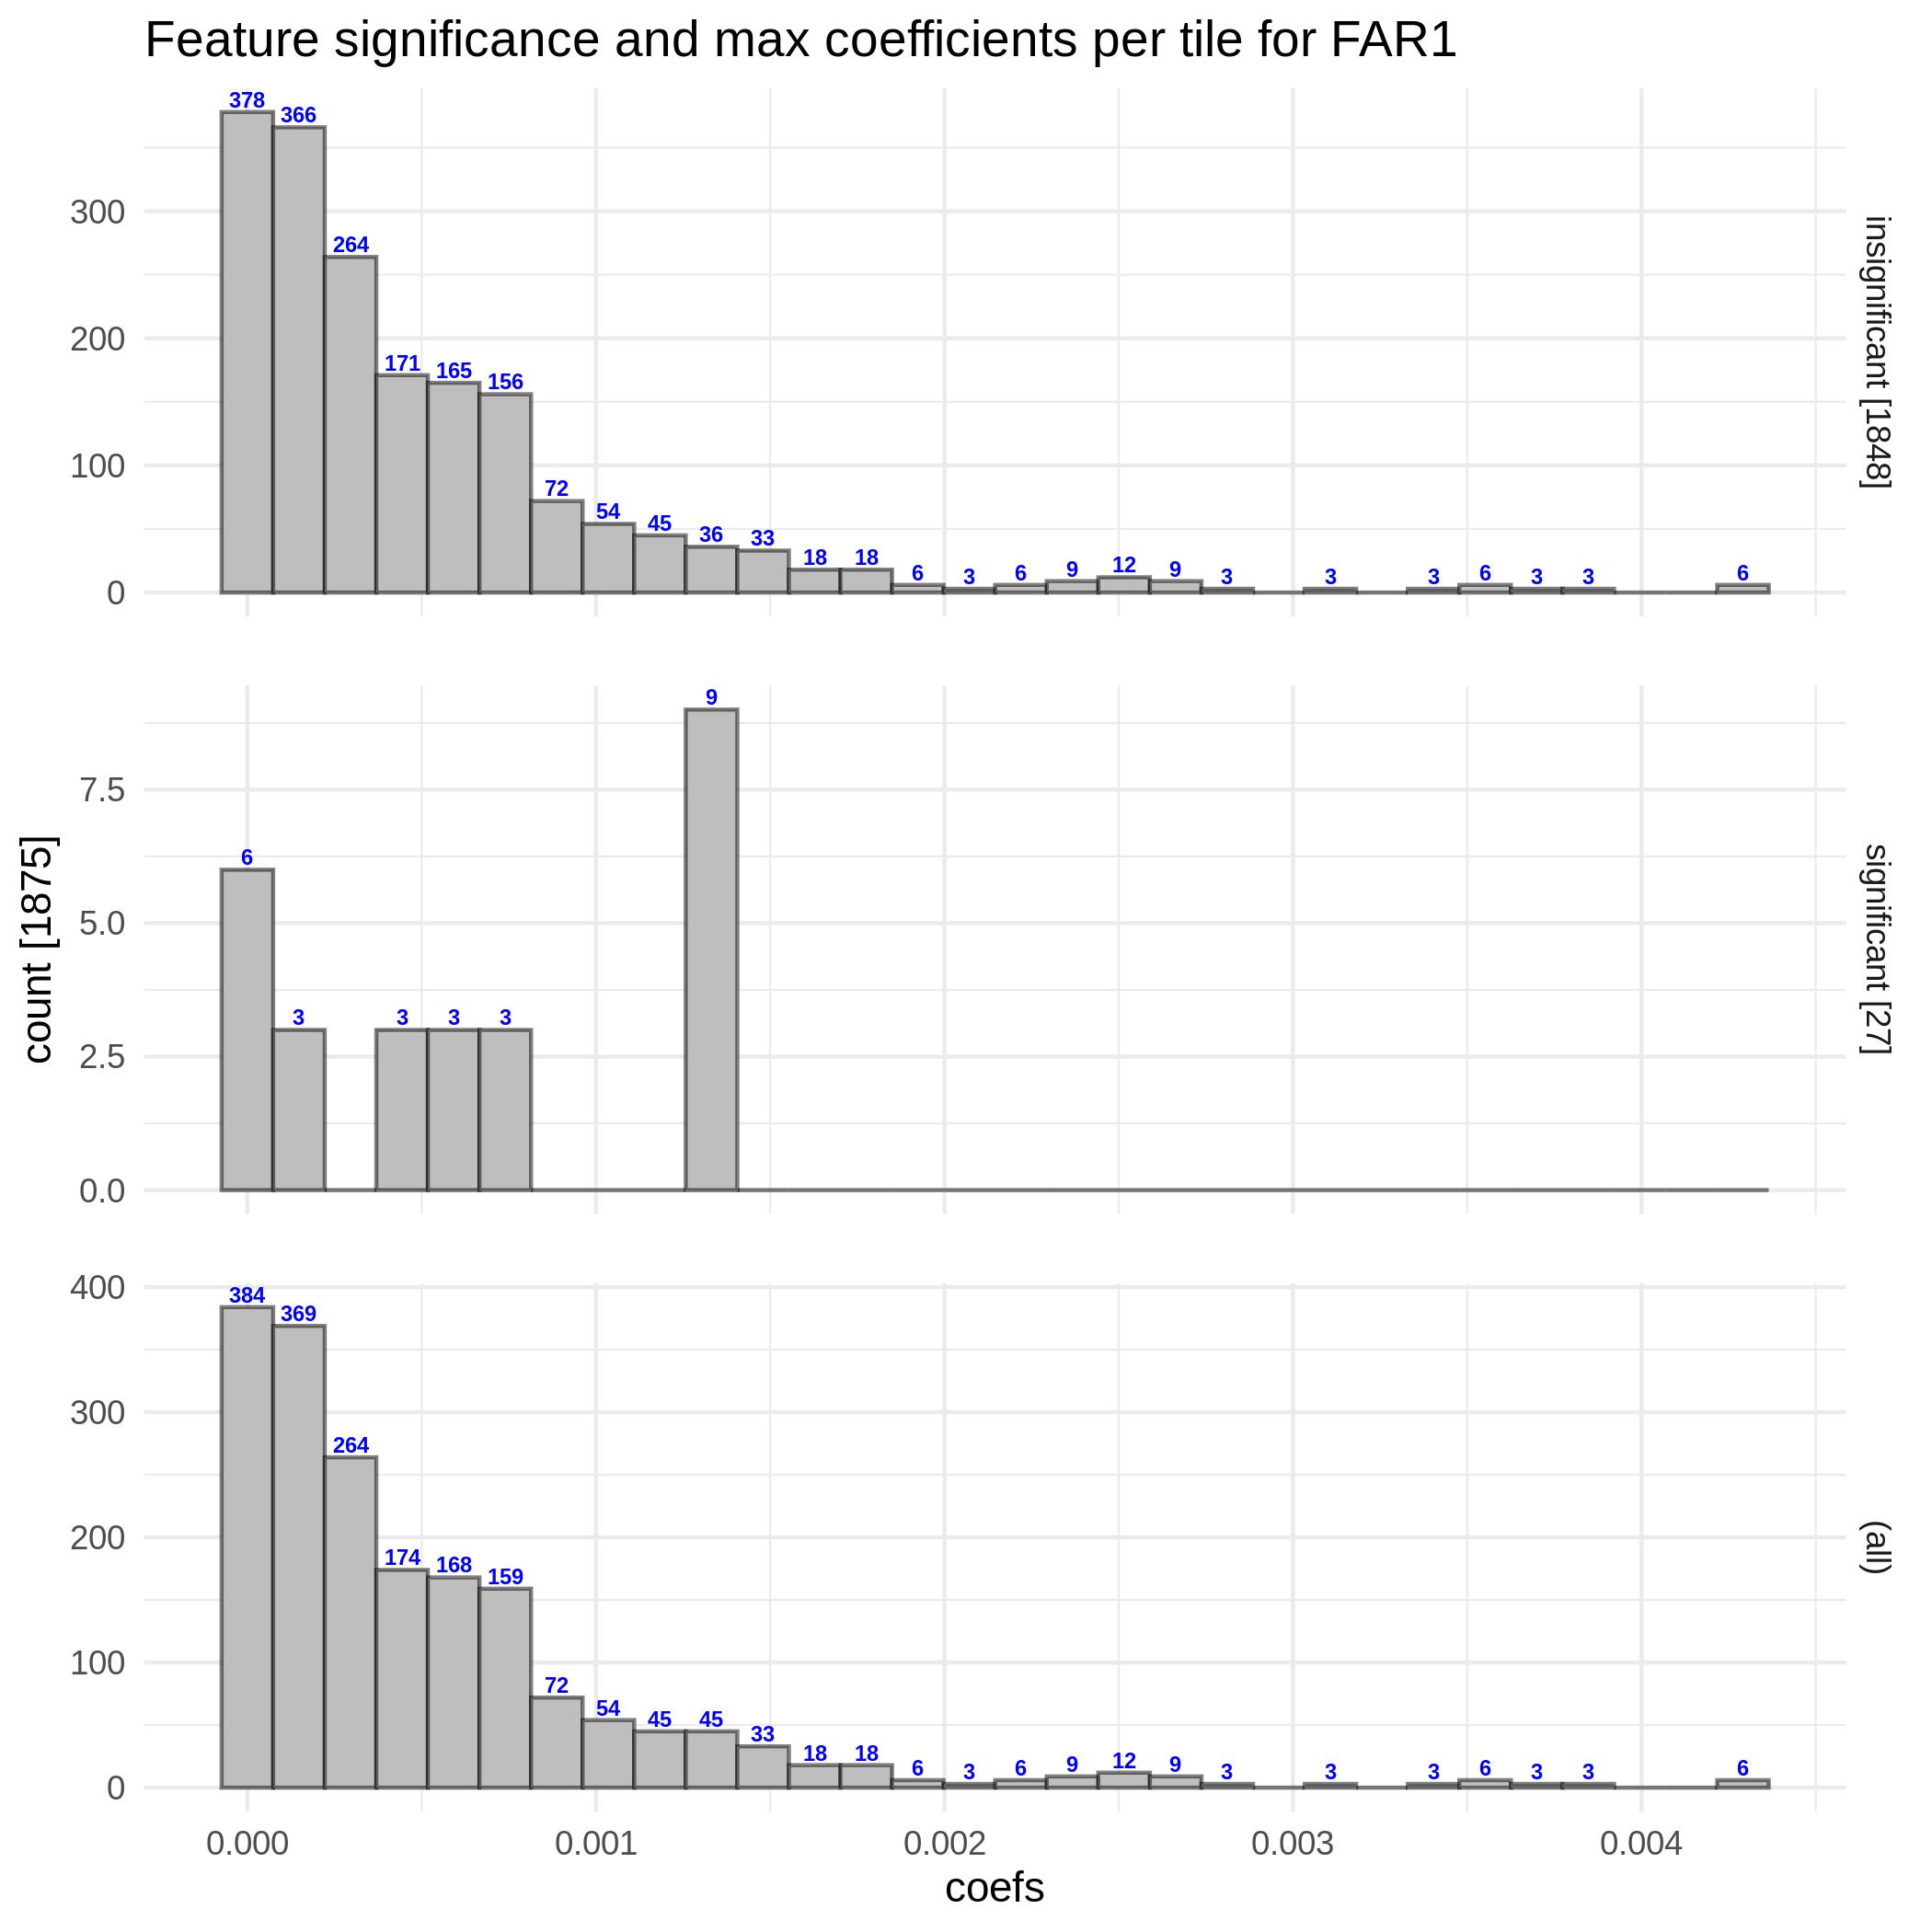 Feature significance and max coefficients per tile for FAR1
378 366 264 171 165 156 72 54 45 36 33 18 18 6 3 6 9 12 9 3 3 3 6 3 3 6
300
200
100
0
insignificant [1848]
9
6
3 3 3 3
7.5
5.0
2.5
0.0
significant [27]
count [1875]
384 369 264 174 168 159 72 54 45 45 33 18 18 6 3 6 9 12 9 3 3 3 6 3 3 6
400
300
200
100
0
(all)
0.000 0.001 0.002 0.003 0.004
coefs